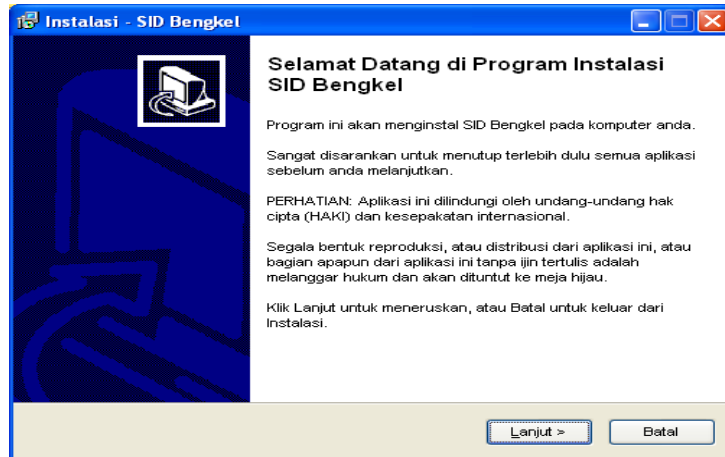 Instalasi - SID Bengkel
Selamat Datang di Program Instalasi
SID Bengkel
Program ini akan menginstal SID Bengkel pada komputer anda.
Sangat disarankan untuk menutup terlebih dulu semua aplikasi
sebelum anda melanjutkan.
PERHATIAN: Aplikasi ini dilindungi oleh undang-undang hak
cipta (HAKI) dan kesepakatan internasional.
Segala bentuk reproduksi, atau distribusi dari aplikasi ini, atau
bagian apapun dari aplikasi ini tanpa ijin tertulis adalah
melanggar hukum dan akan dituntut ke meja hijau.
Klik Lanjut untuk meneruskan, atau Batal untuk keluar dari
Instalasi.
Lanjut > Batal